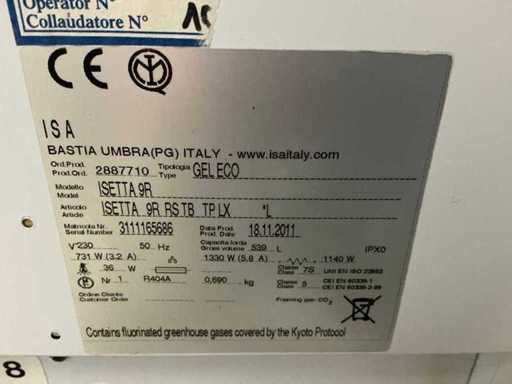 Operator N°
Collaudatore N°
CE
ISA
BASTIA UMBRA(PG) ITALY - www.isaitaly.com
Ord.Prod. Prod.Ord. 2887710 Tipologia Type GELECO
Modello Model ISETTA 9R
Articolo Article ISETTA 9R RS TB TP LX *L
Matricola Nr. Serial Number 3111165686 Data Prod. Prod. Date 18.11.2011
V~230 50 Hz Capacita lorda Gross volume 539 L IPX0
731 W (3.2 A) 1330 W (5.8 A) 1140 W
36 W Classe Class 7S UNI EN ISO 23953
Nr 1 R404A 0,690 kg Classe Class 5 CEI EN 60335-1
CEI EN 60335-2-89
Ordine Cliente
Customer Order
Foaming gas: CO2
Contains fluorinated greenhouse gases covered by the Kyoto Protocol
8